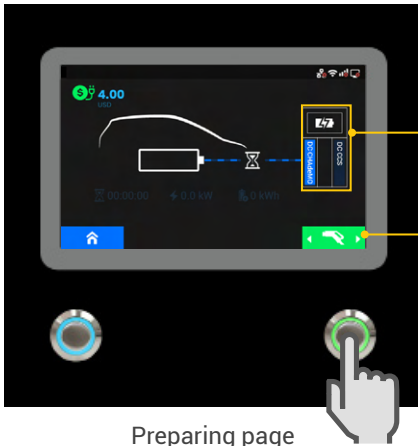 4.00
USD
DC CHAdeMO
DC CCS
00:00:00 0.0 kW 0 kWh
Preparing page